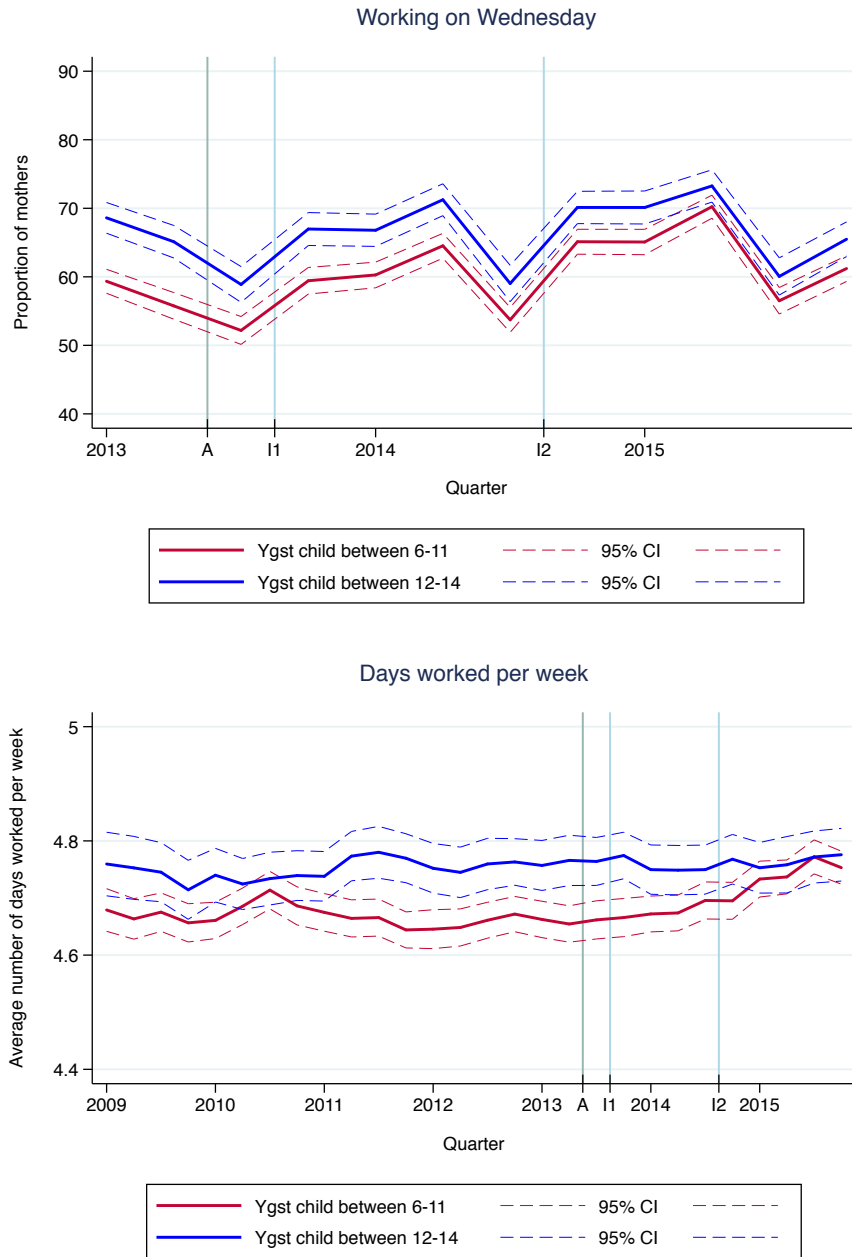 Working on Wednesday
Proportion of mothers
90
80
70
60
50
40
2013 A I1 2014 I2 2015
Quarter
Ygst child between 6-11 95% CI
Ygst child between 12-14 95% CI
Days worked per week
Average number of days worked per week
5
4.8
4.6
4.4
2009 2010 2011 2012 2013 A I1 2014 I2 2015
Quarter
Ygst child between 6-11 95% CI
Ygst child between 12-14 95% CI